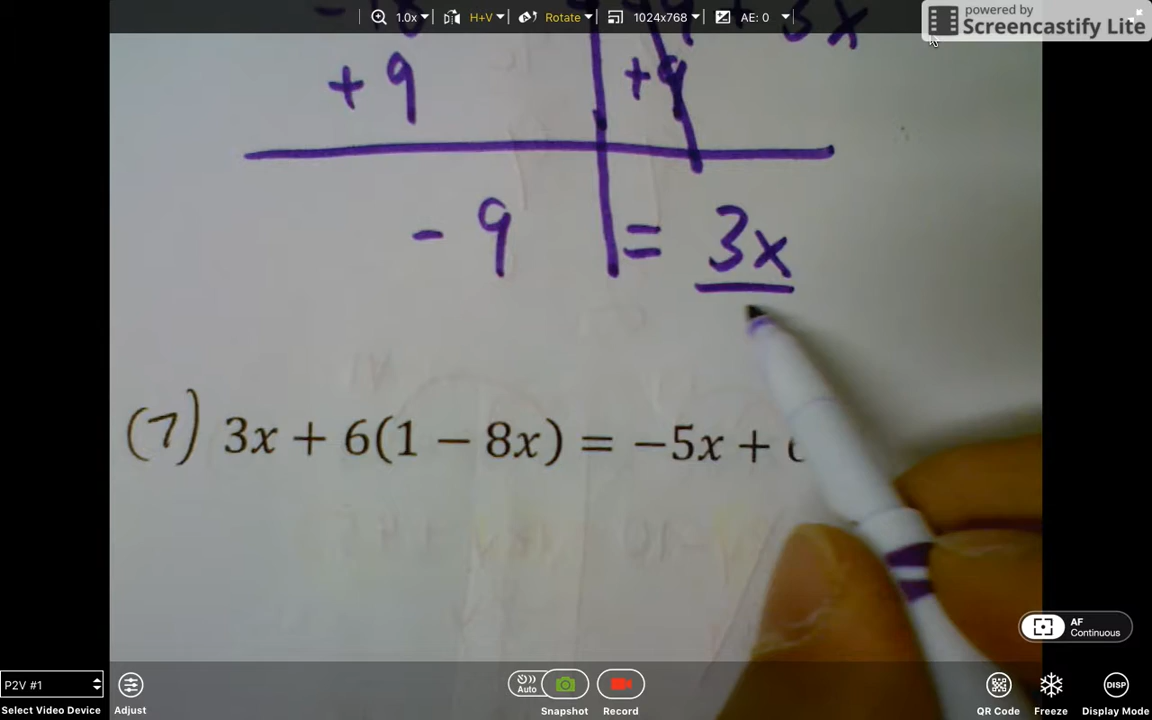 1.0x H+V Rotate 1024x768 AE: 0
powered by
Screencastify Lite
+ 3x
+ 9 + 9
- 9 = 3x
(7) 3x + 6(1 − 8x) = −5x +
AF
Continuous
P2V #1
Select Video Device
Adjust
Auto
Snapshot
Record
QR Code
Freeze
DISP
Display Mode